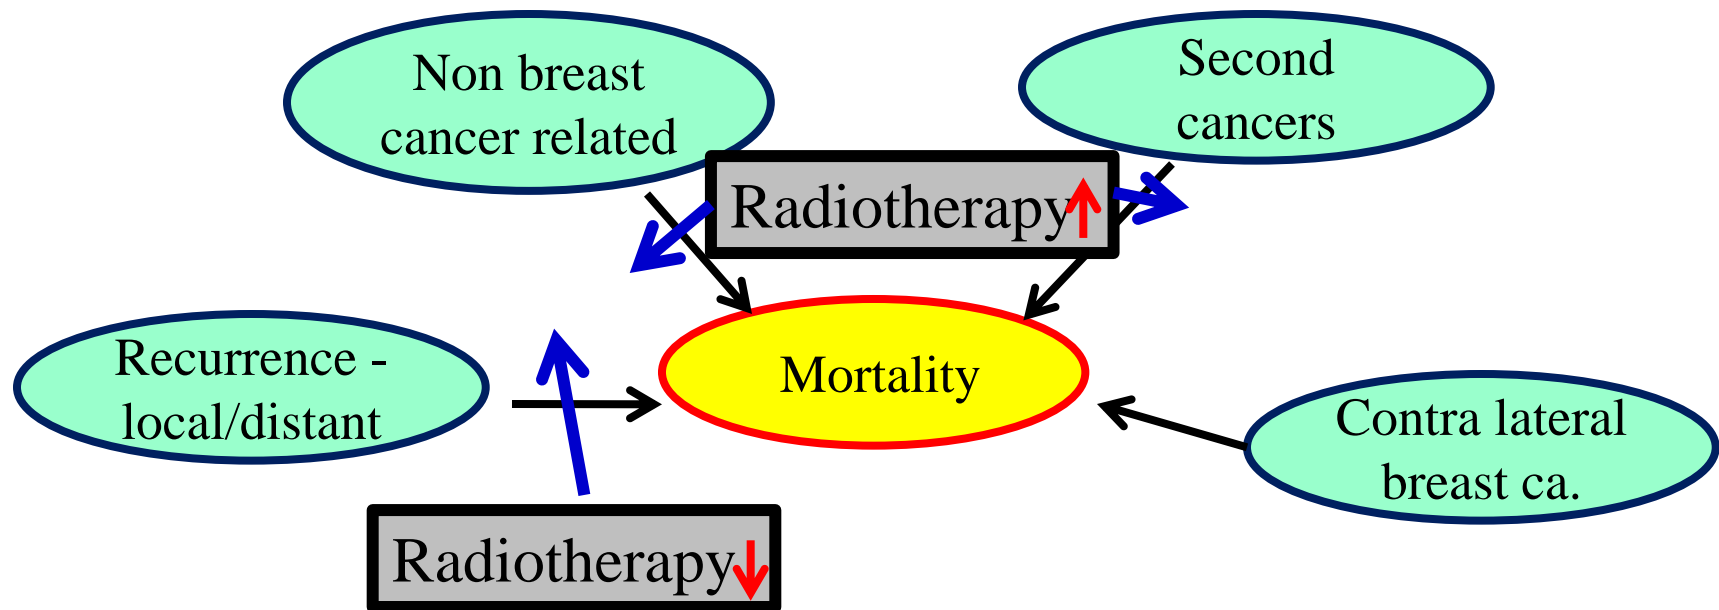 Non breast
cancer related
Second
cancers
Radiotherapy
Recurrence -
local/distant
Mortality
Contra lateral
breast ca.
Radiotherapy